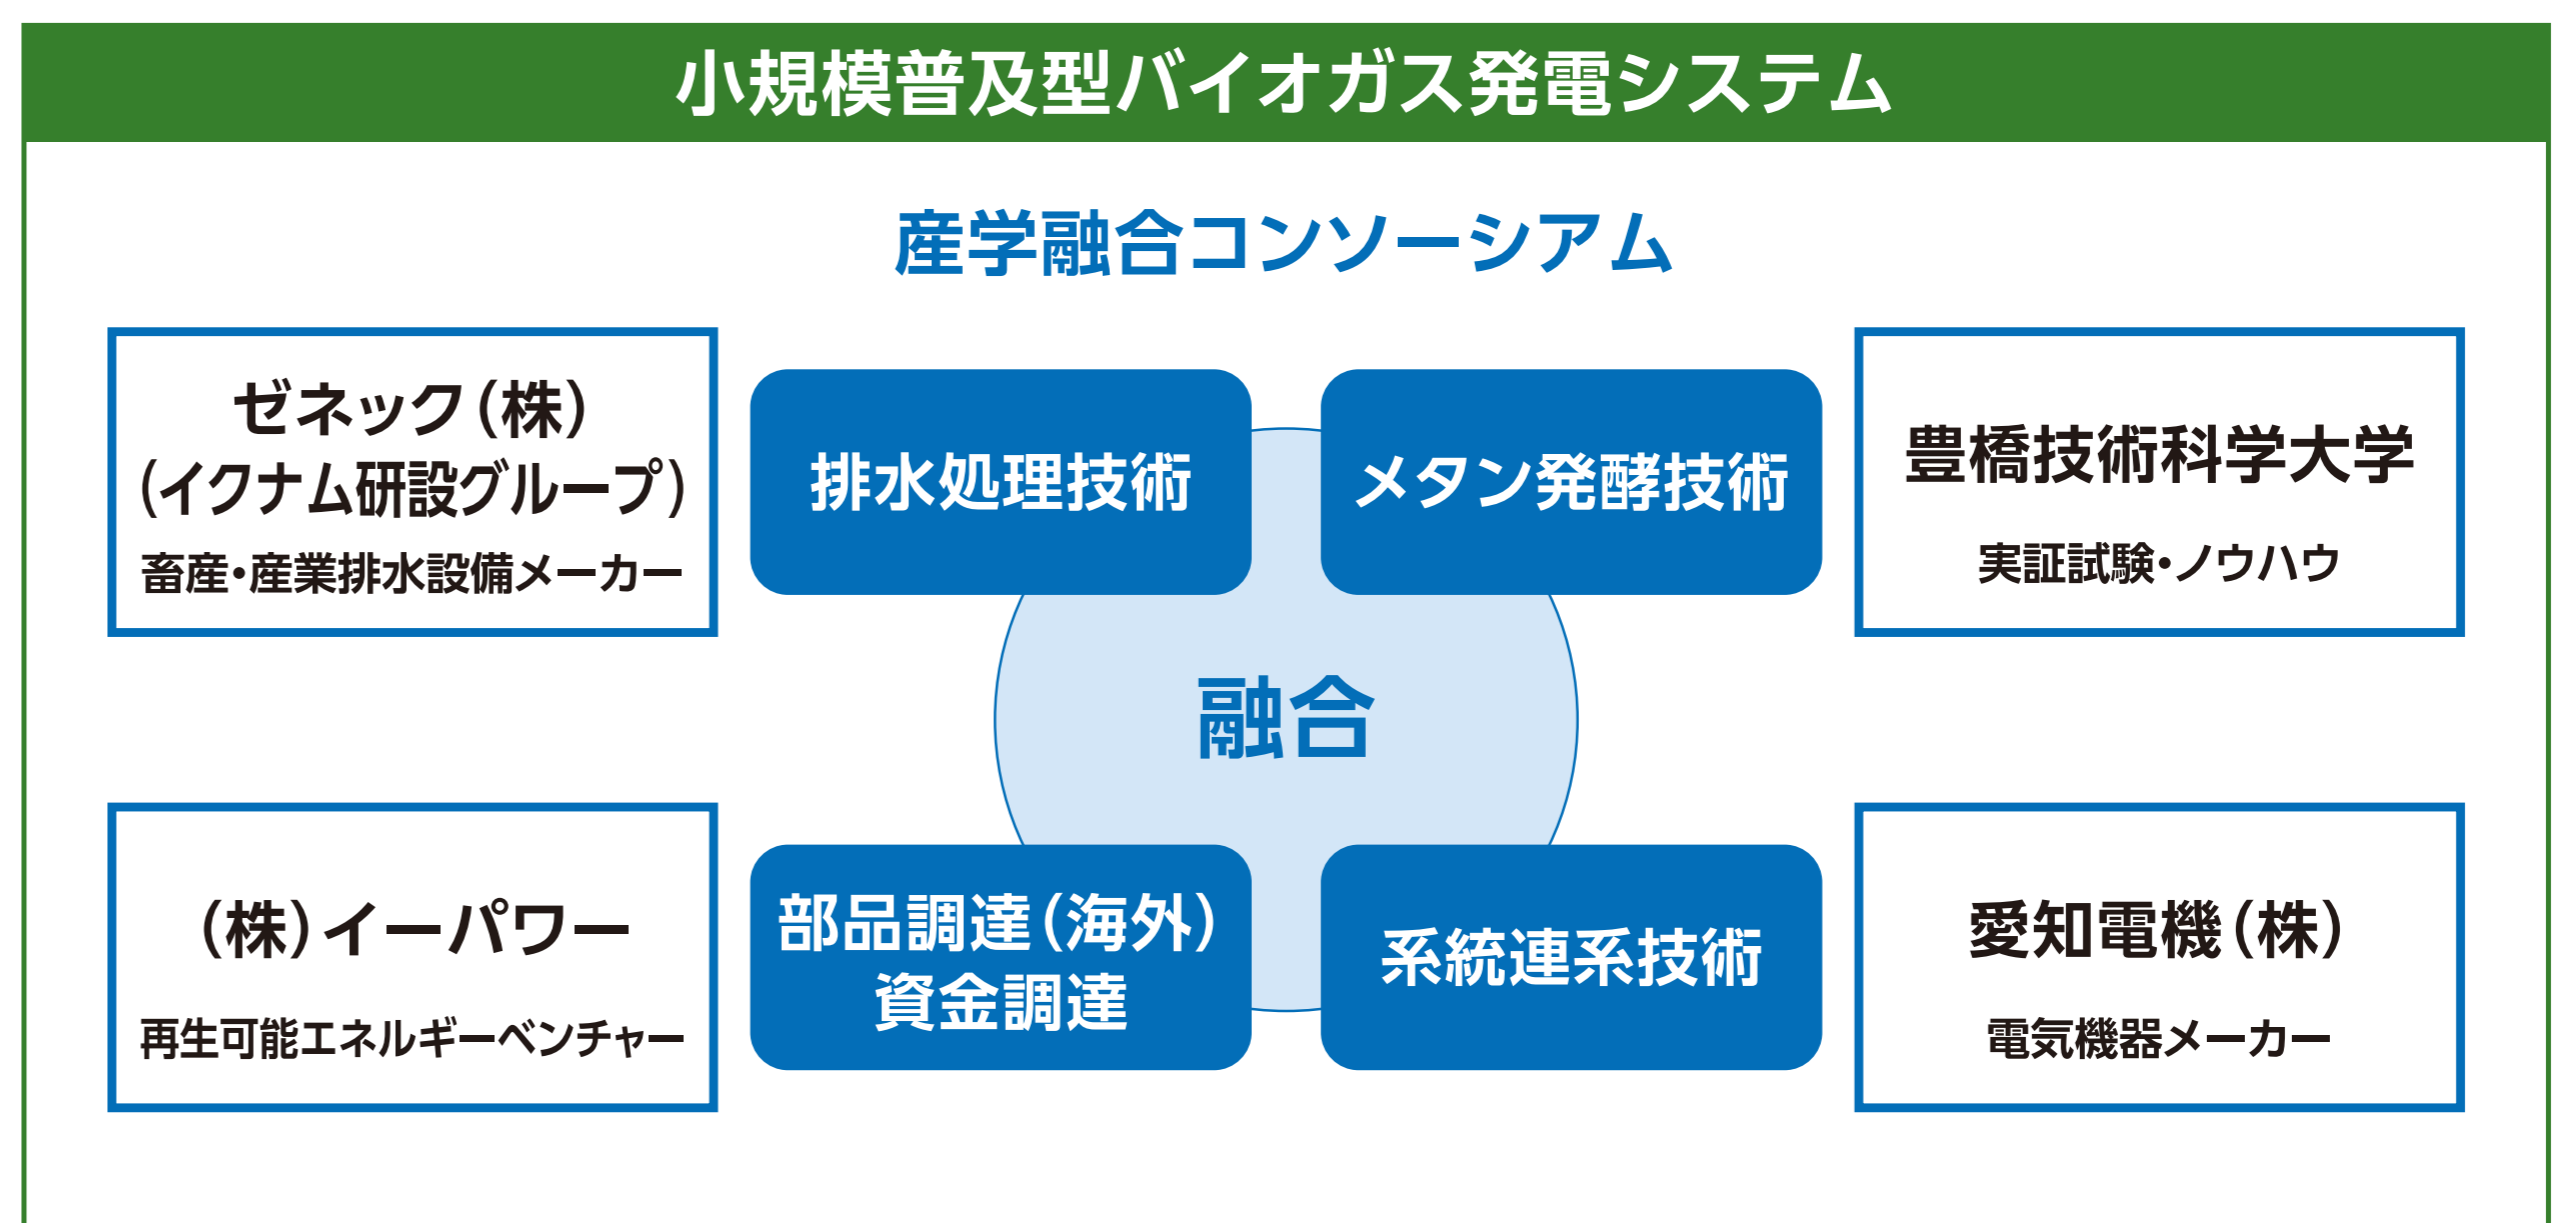 小規模普及型バイオガス発電システム
産学融合コンソーシアム
ゼネック(株)
(イクナム研設グループ)
畜産・産業排水設備メーカー
排水処理技術
メタン発酵技術
豊橋技術科学大学
実証試験・ノウハウ
融合
(株)イーパワー
再生可能エネルギーベンチャー
部品調達(海外)
資金調達
系統連系技術
愛知電機(株)
電気機器メーカー